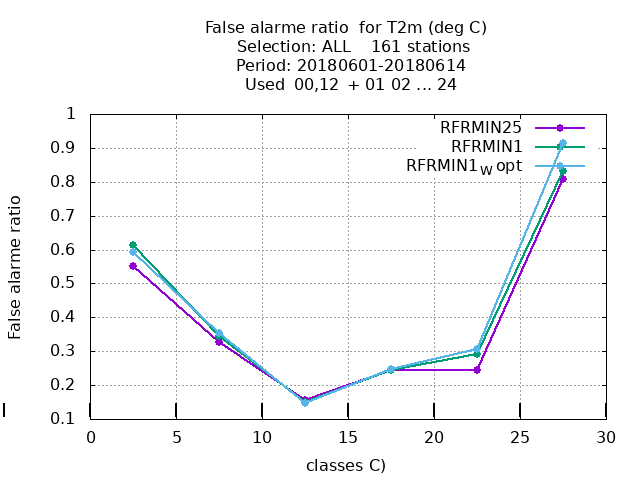 False alarme ratio  for T2m (deg C)
Selection: ALL    161 stations
Period: 20180601-20180614
Used  00,12  + 01 02 ... 24
1
0.9
0.8
0.7
0.6
0.5
0.4
0.3
0.2
0.1
False alarme ratio
RFRMIN25
RFRMIN1
RFRMIN1W opt
0 5 10 15 20 25 30
classes C)